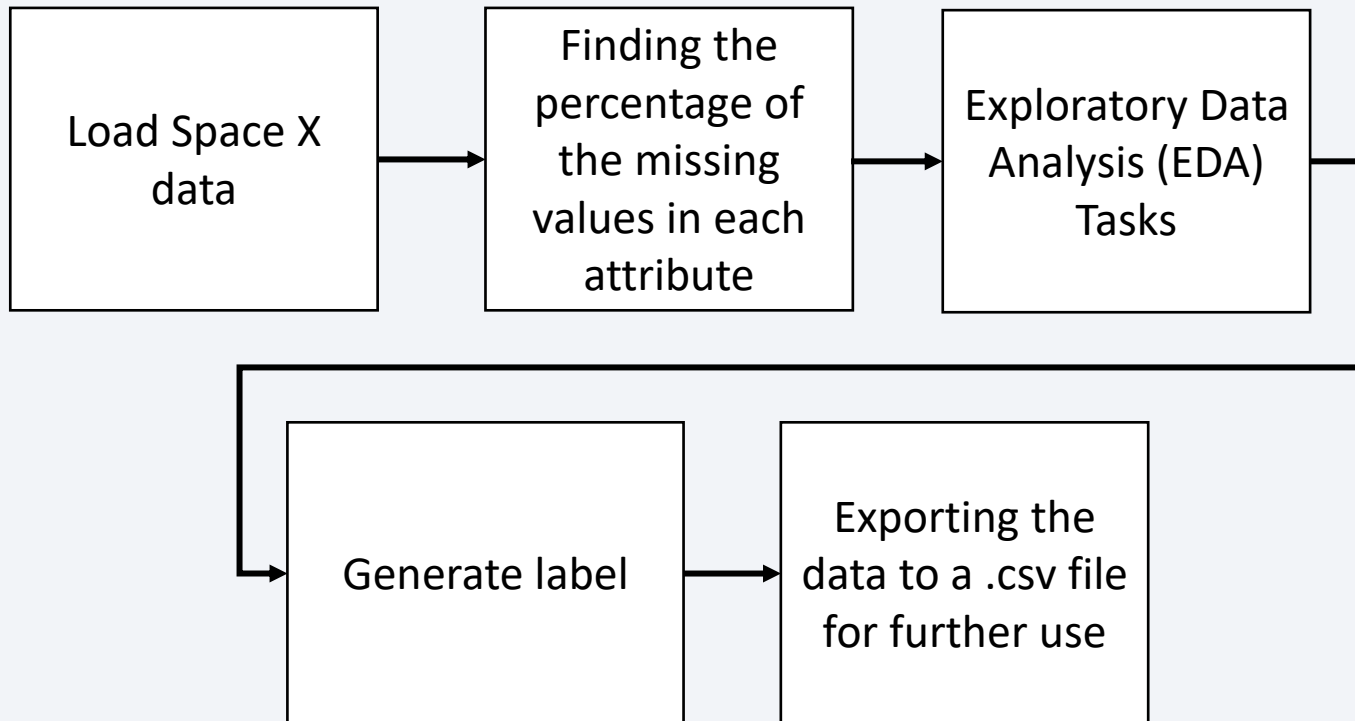 Load Space X
data
Finding the
percentage of
the missing
values in each
attribute
Exploratory Data
Analysis (EDA)
Tasks
Generate label
Exporting the
data to a .csv file
for further use